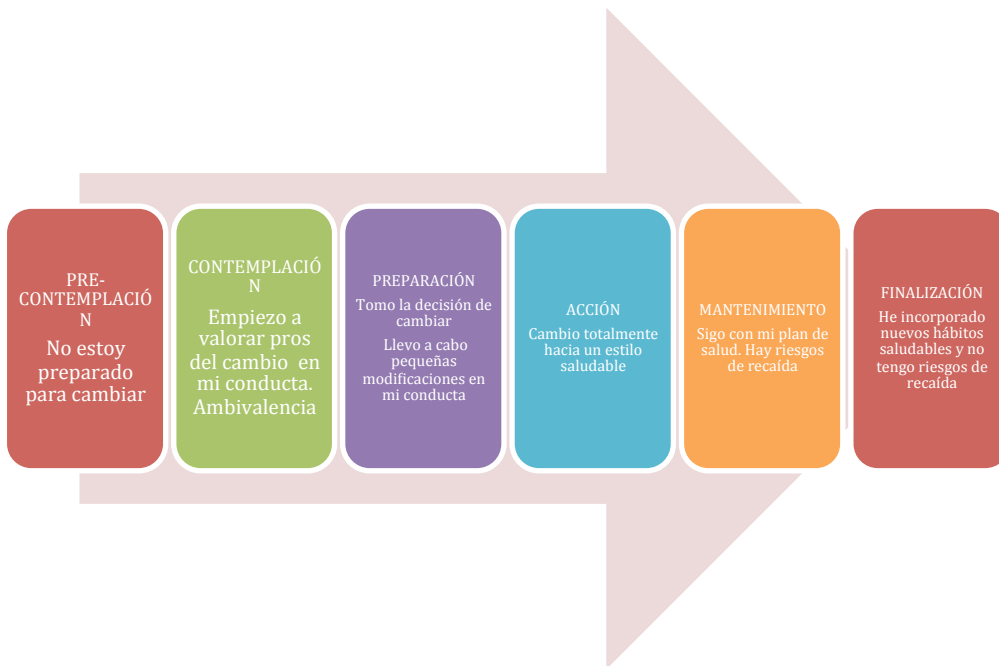 PRE-
CONTEMPLACIÓ
N
No estoy
preparado
para cambiar
CONTEMPLACIÓ
N
Empiezo a
valorar pros
del cambio en
mi conducta.
Ambivalencia
PREPARACIÓN
Tomo la decisión de
cambiar
Llevo a cabo
pequeñas
modificaciones en
mi conducta
ACCIÓN
Cambio totalmente
hacia un estilo
saludable
MANTENIMIENTO
Sigo con mi plan de
salud. Hay riesgos
de recaída
FINALIZACIÓN
He incorporado
nuevos hábitos
saludables y no
tengo riesgos de
recaída